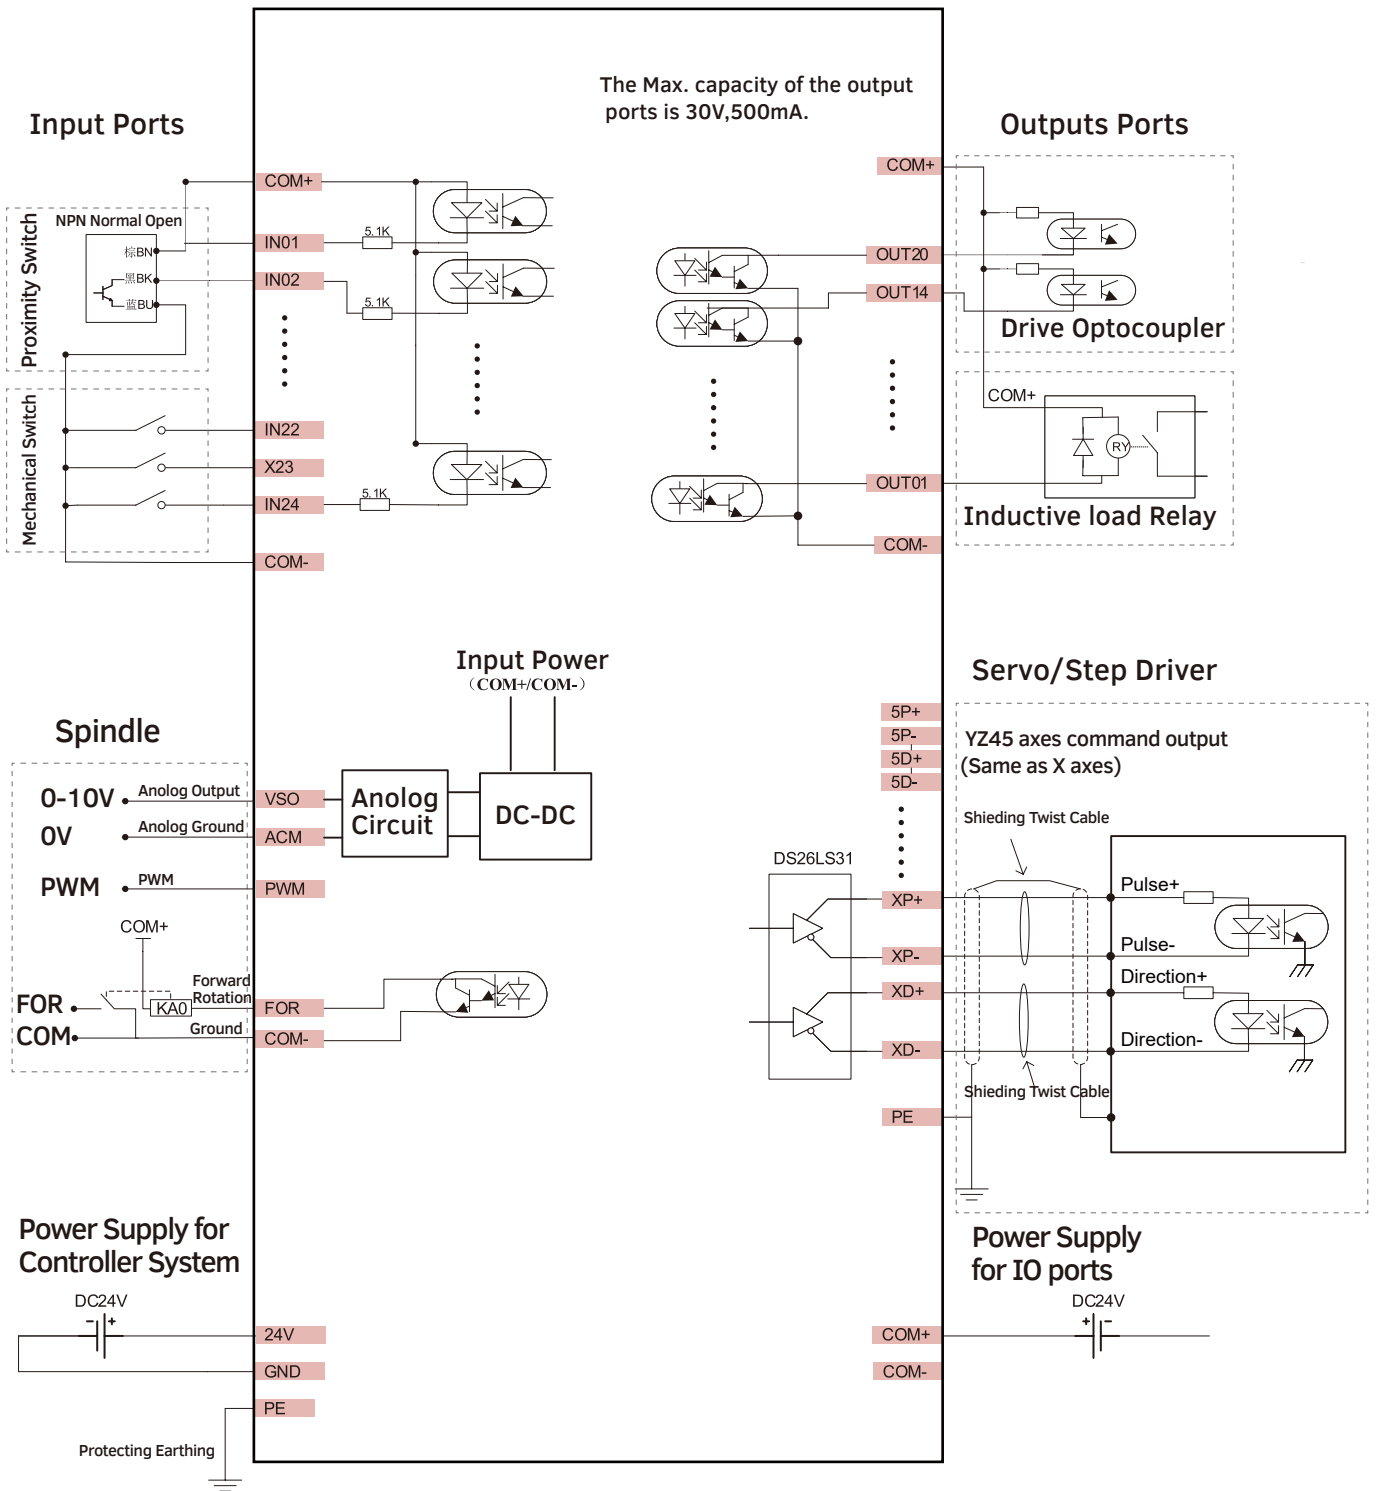 The Max. capacity of the output
ports is 30V,500mA.
Input Ports
COM+
NPN Normal Open
Proximity Switch
棕BN
黑BK
蓝BU
IN01
5.1K
IN02
5.1K
Mechanical Switch
IN22
X23
IN24
5.1K
COM-
Outputs Ports
COM+
OUT20
OUT14
Drive Optocoupler
COM+
RY
OUT01
Inductive load Relay
COM-
Input Power
(COM+/COM-)
Spindle
0-10V
Anolog Output
VSO
Anolog
Circuit
DC-DC
0V
Anolog Ground
ACM
PWM
PWM
PWM
COM+
Forward
Rotation
FOR
KA0
FOR
COM
Ground
COM-
Servo/Step Driver
5P+
5P-
5D+
5D-
YZ45 axes command output
(Same as X axes)
Shieding Twist Cable
DS26LS31
XP+
Pulse+
XP-
Pulse-
XD+
Direction+
XD-
Direction-
Shieding Twist Cable
PE
Power Supply for
Controller System
DC24V
- +
24V
GND
PE
Protecting Earthing
Power Supply
for IO ports
DC24V
+ -
COM+
COM-